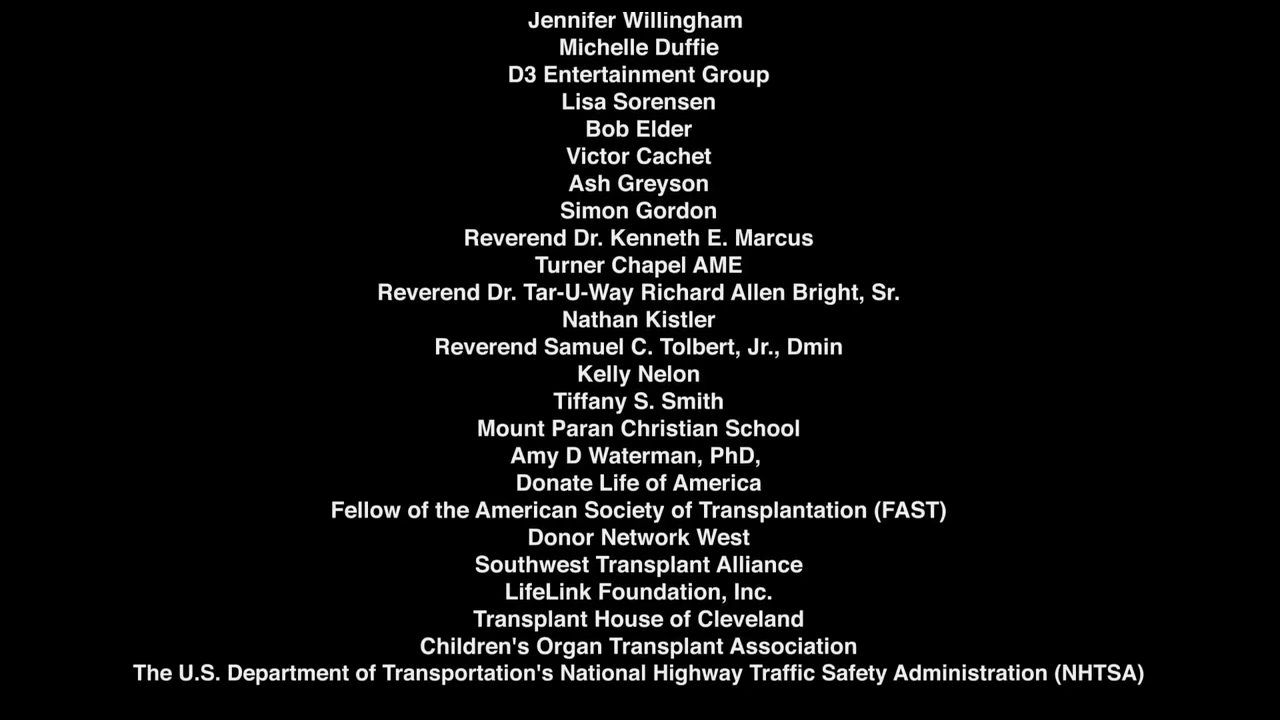 Jennifer Willingham
Michelle Duffie
D3 Entertainment Group
Lisa Sorensen
Bob Elder
Victor Cachet
Ash Greyson
Simon Gordon
Reverend Dr. Kenneth E. Marcus
Turner Chapel AME
Reverend Dr. Tar-U-Way Richard Allen Bright, Sr.
Nathan Kistler
Reverend Samuel C. Tolbert, Jr., Dmin
Kelly Nelon
Tiffany S. Smith
Mount Paran Christian School
Amy D Waterman, PhD,
Donate Life of America
Fellow of the American Society of Transplantation (FAST)
Donor Network West
Southwest Transplant Alliance
LifeLink Foundation, Inc.
Transplant House of Cleveland
Children's Organ Transplant Association
The U.S. Department of Transportation's National Highway Traffic Safety Administration (NHTSA)